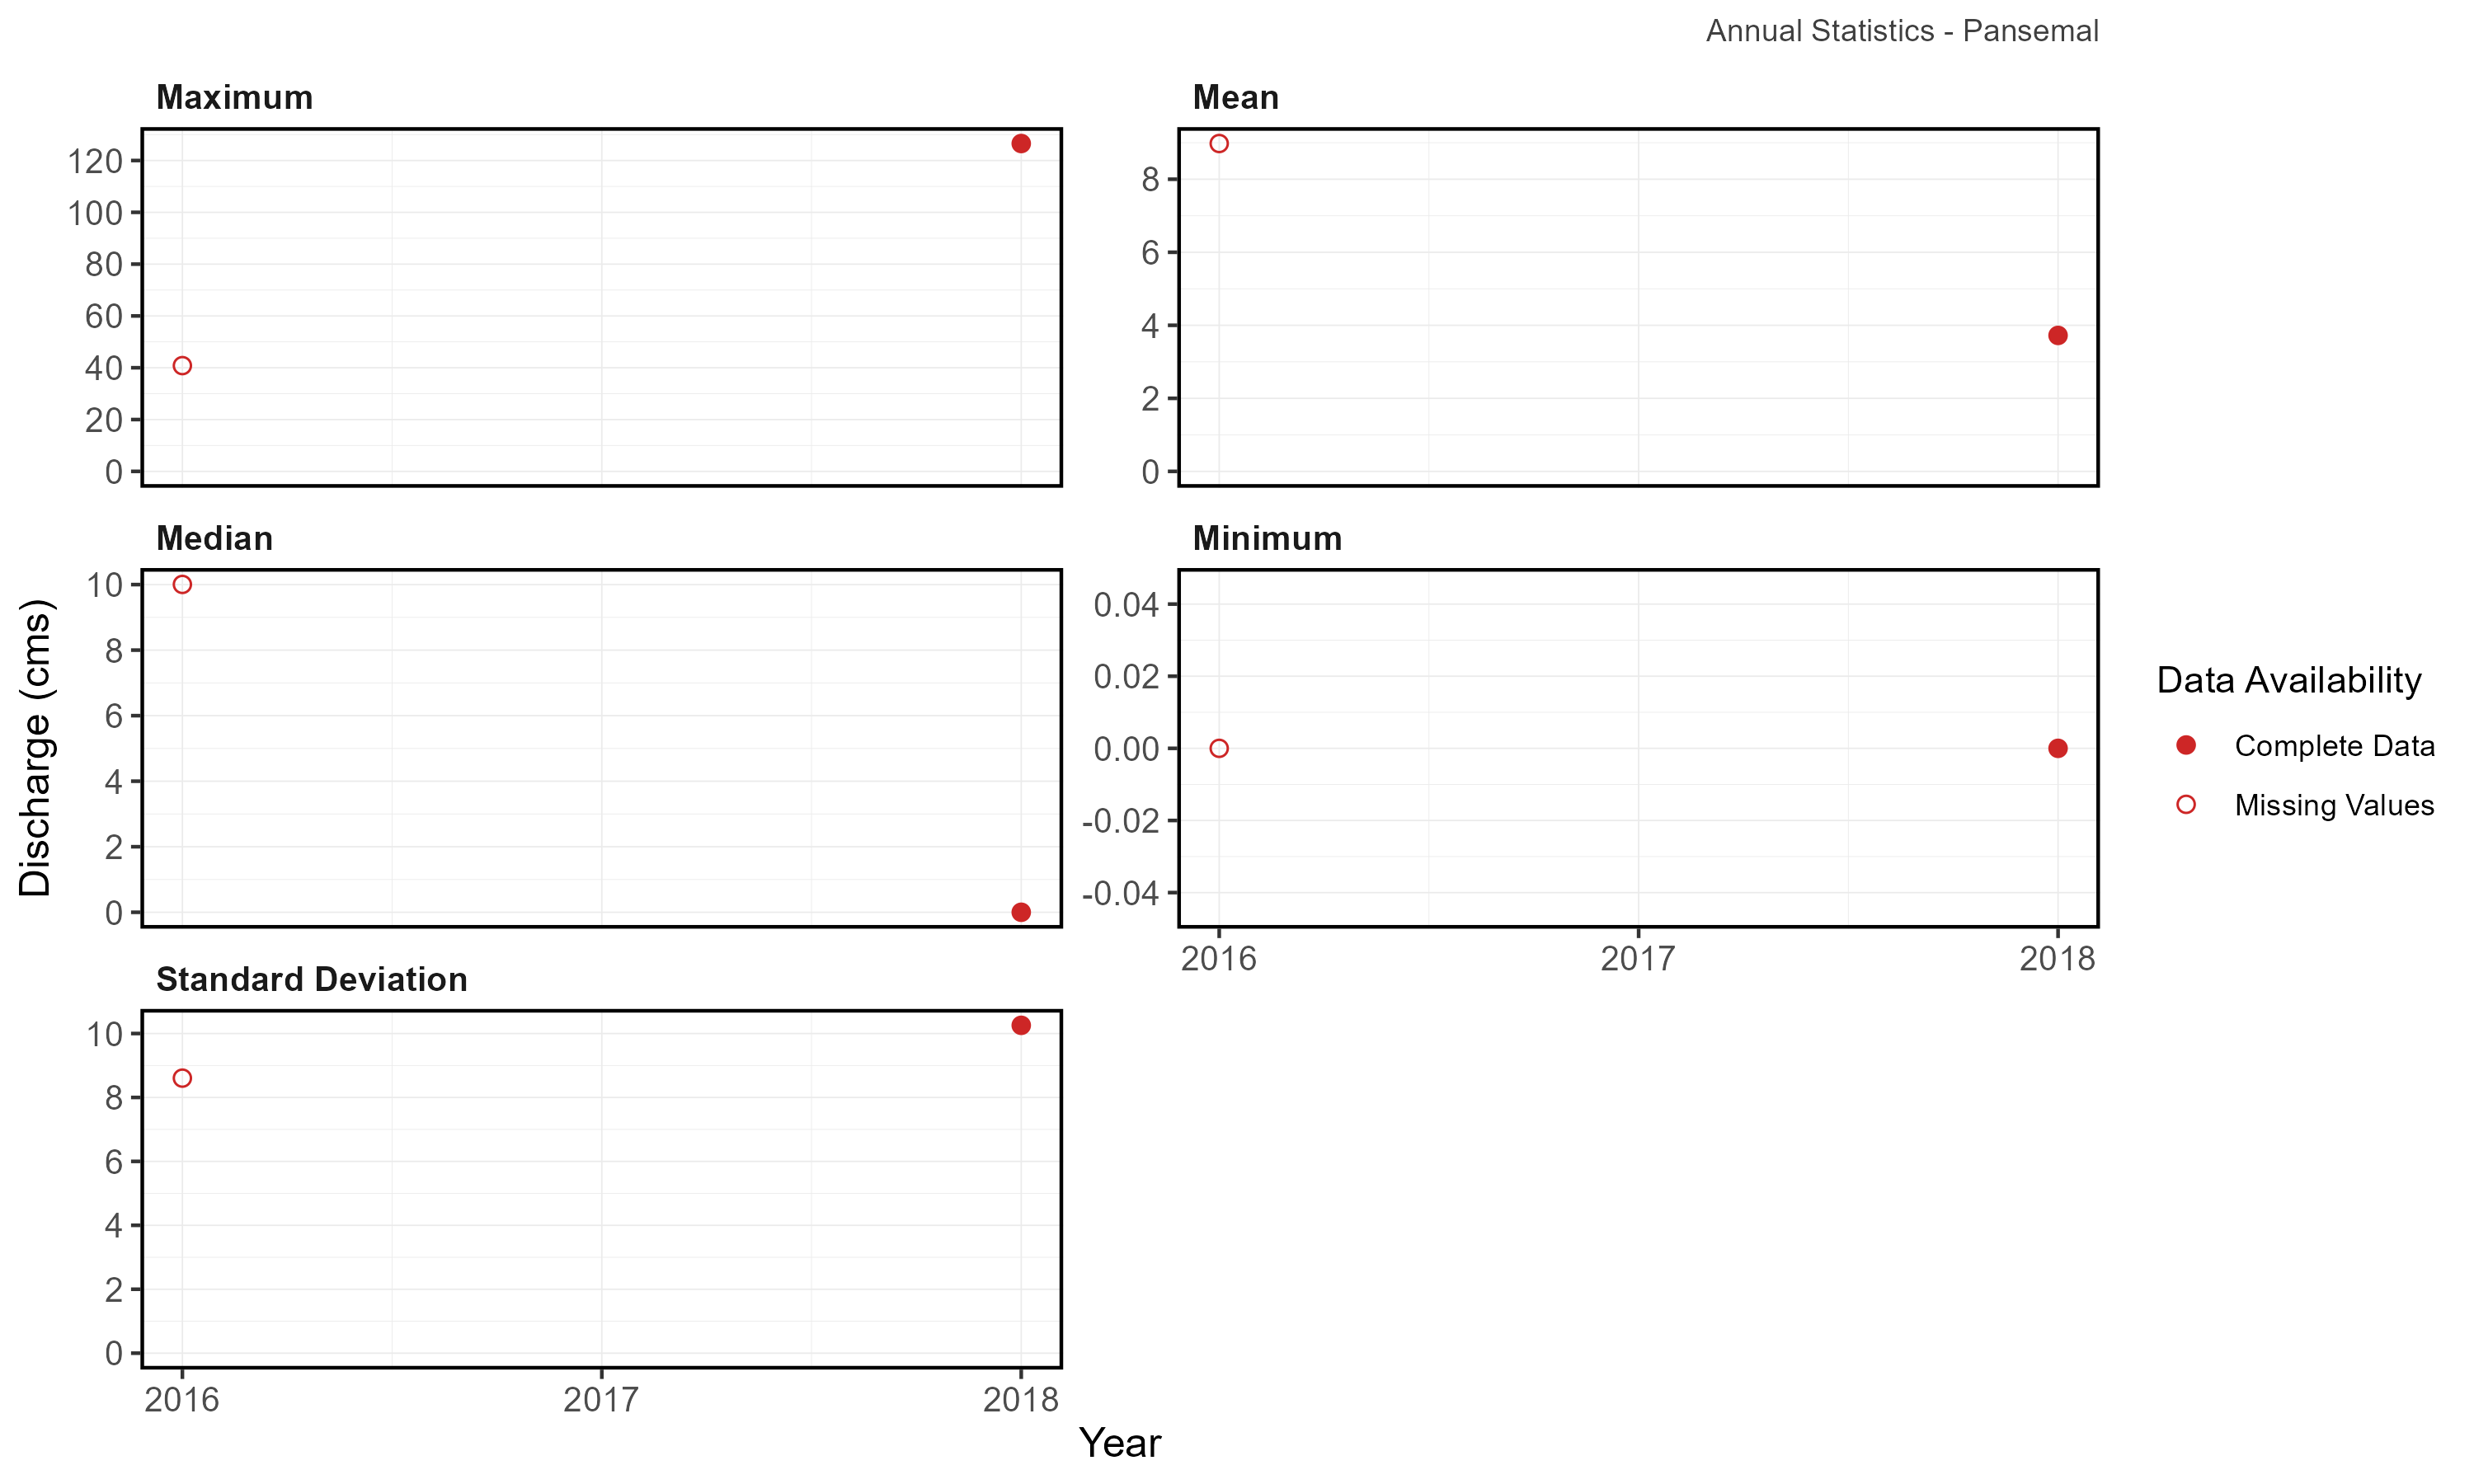 Annual Statistics - Pansemal
Maximum
120
100
80
60
40
20
0
Mean
8
6
4
2
0
Median
10
8
6
4
2
0
Minimum
0.04
0.02
0.00
-0.02
-0.04
2016 2017 2018
Standard Deviation
10
8
6
4
2
0
2016 2017 2018
Discharge (cms)
Year
Data Availability
Complete Data
Missing Values